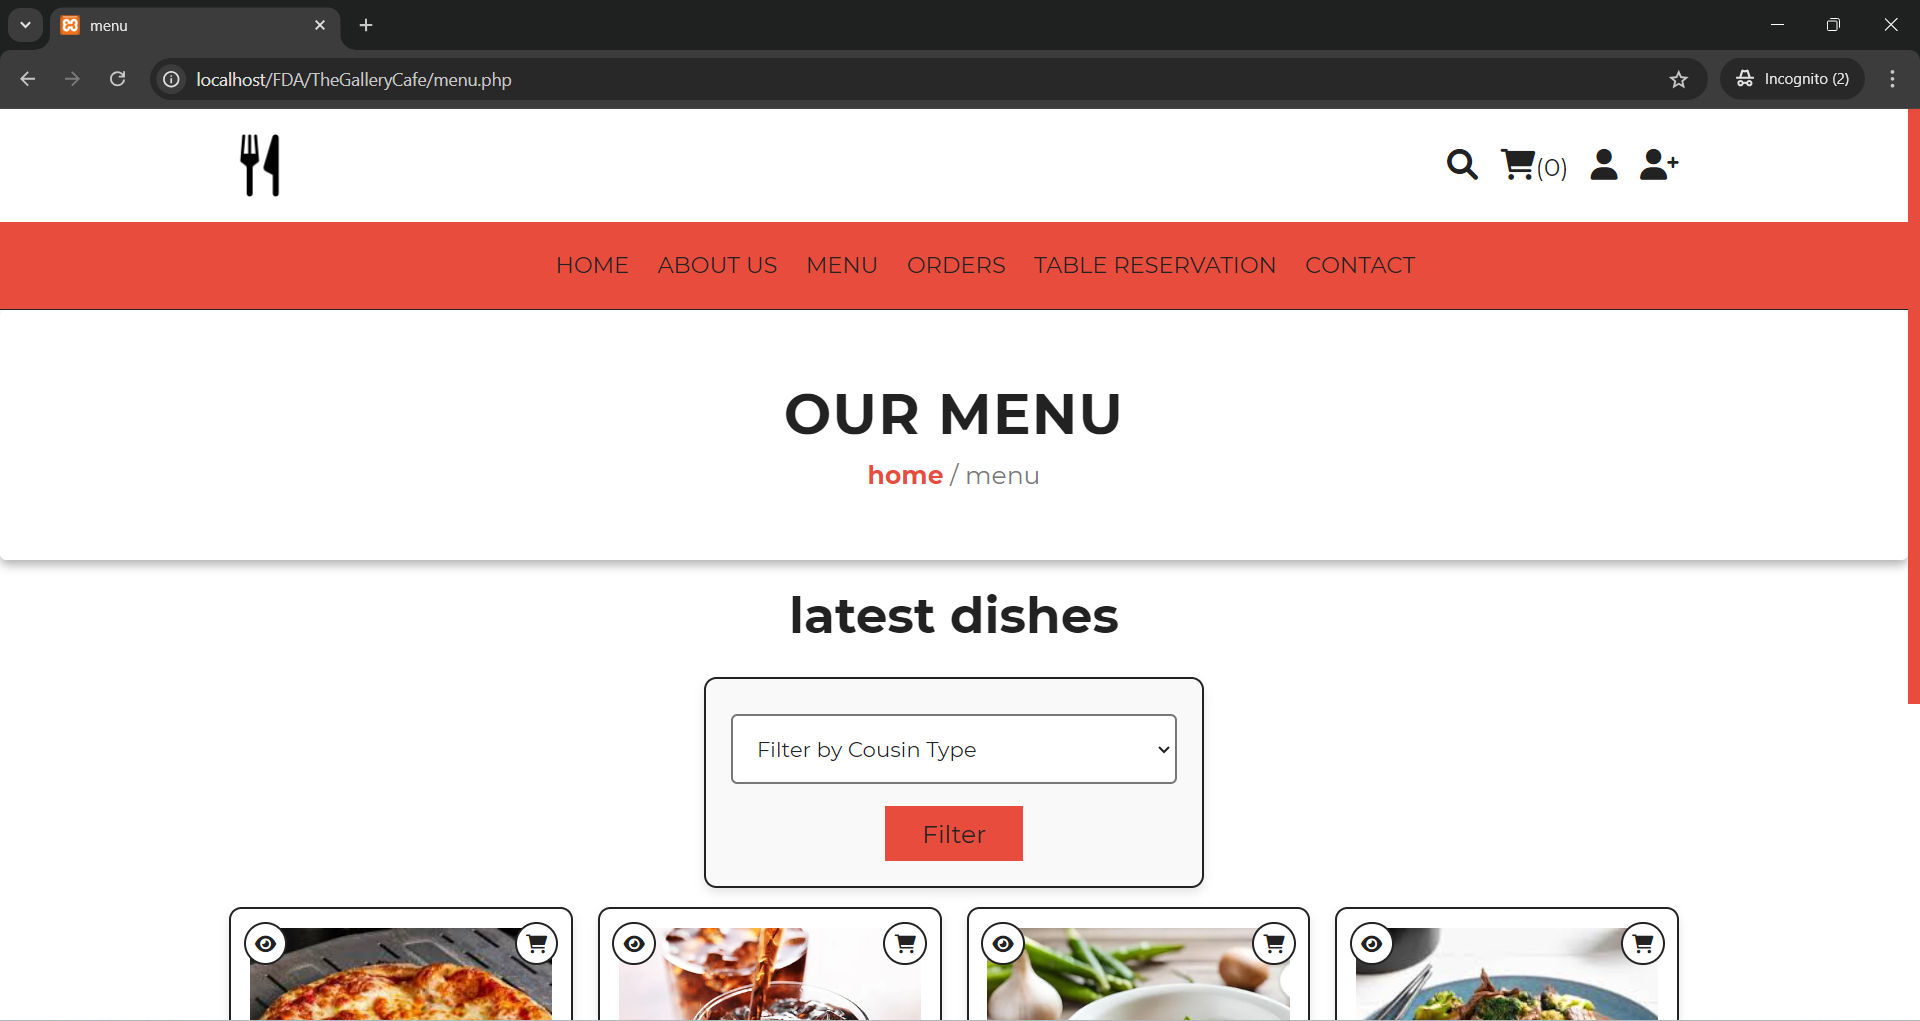 menu
localhost/FDA/TheGalleryCafe/menu.php
Incognito (2)
(0)
HOME ABOUT US MENU ORDERS TABLE RESERVATION CONTACT
OUR MENU
home / menu
latest dishes
Filter by Cousin Type
Filter